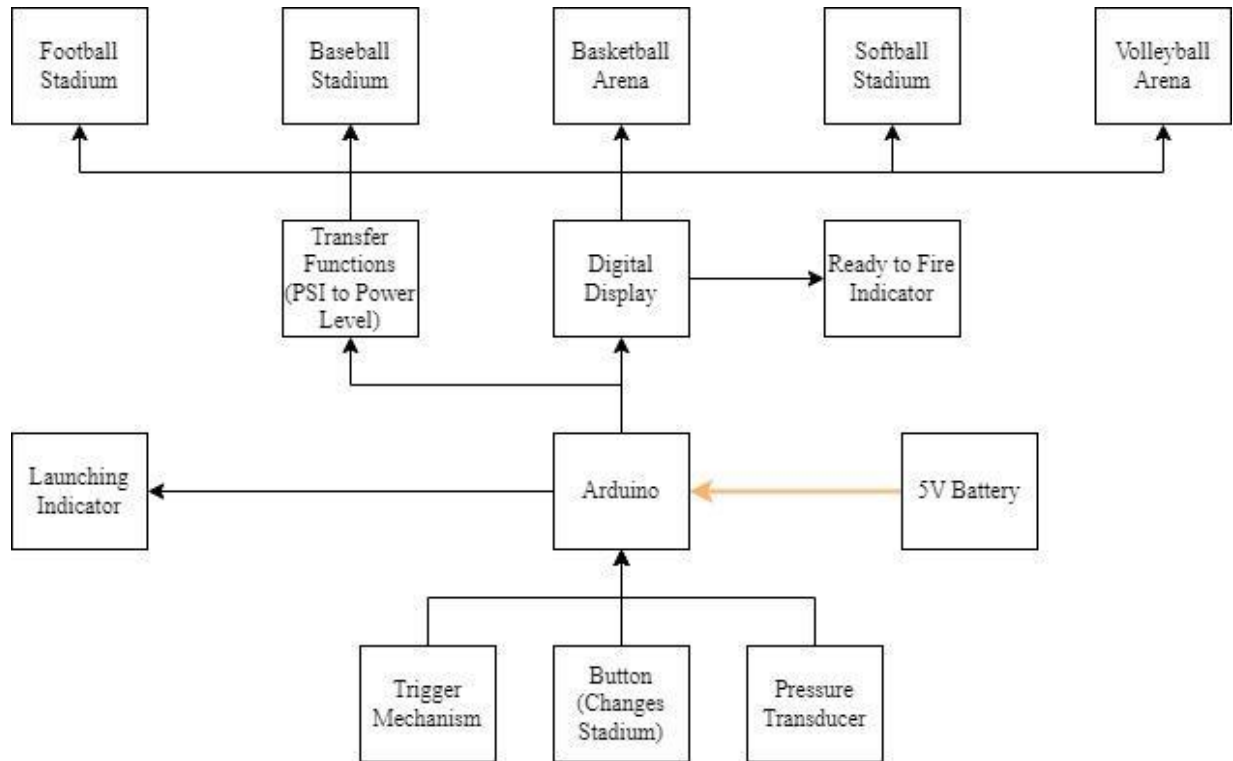 Football
Stadium
Baseball
Stadium
Basketball
Arena
Softball
Stadium
Volleyball
Arena
Transfer
Functions
(PSI to Power
Level)
Digital
Display
Ready to Fire
Indicator
Launching
Indicator
Arduino
5V Battery
Trigger
Mechanism
Button
(Changes
Stadium)
Pressure
Transducer